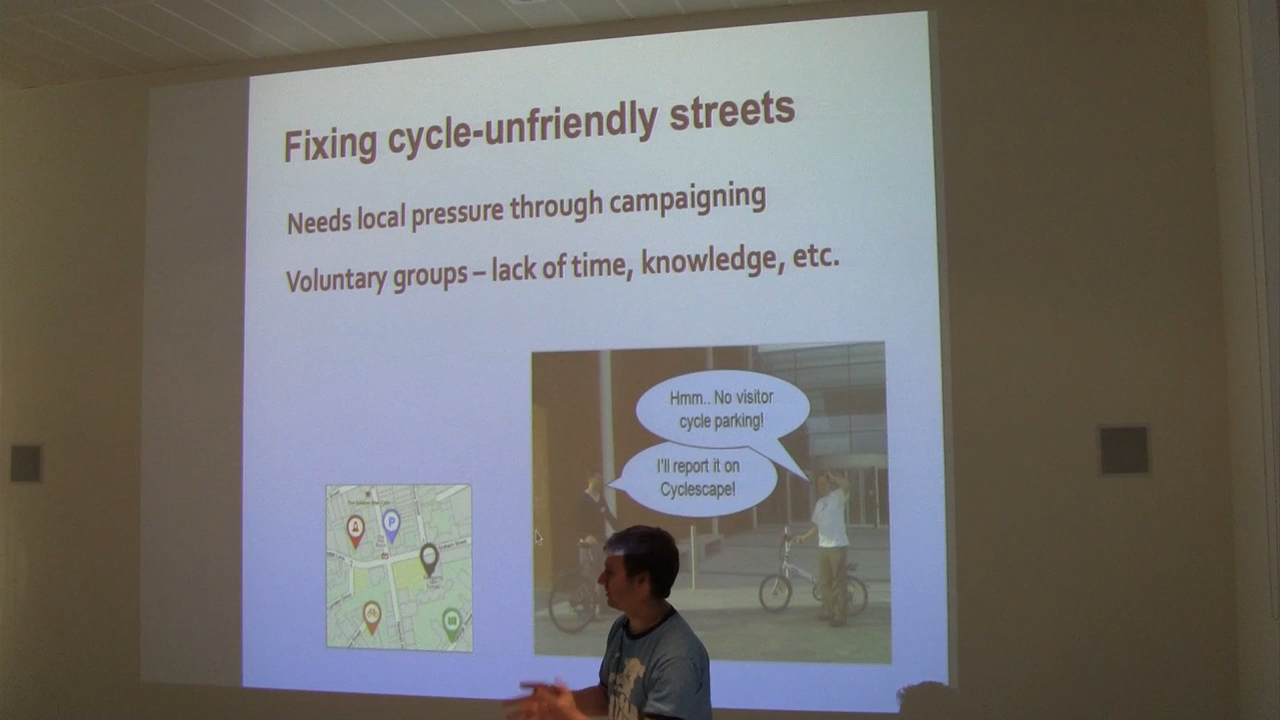 Fixing cycle-unfriendly streets
Needs local pressure through campaigning
Voluntary groups – lack of time, knowledge, etc.
Hmm.. No visitor
cycle parking!
I'll report it on
Cyclescape!
P